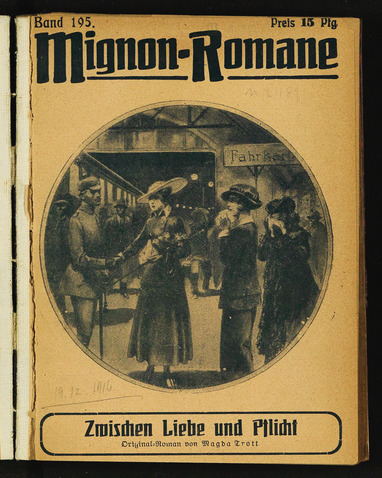 Band 195.
Preis 15 Pfg
Mignon-Romane
Fahrkart
19.12.1916
Zwischen Liebe und Pflicht
Original-Roman von Magda Trott